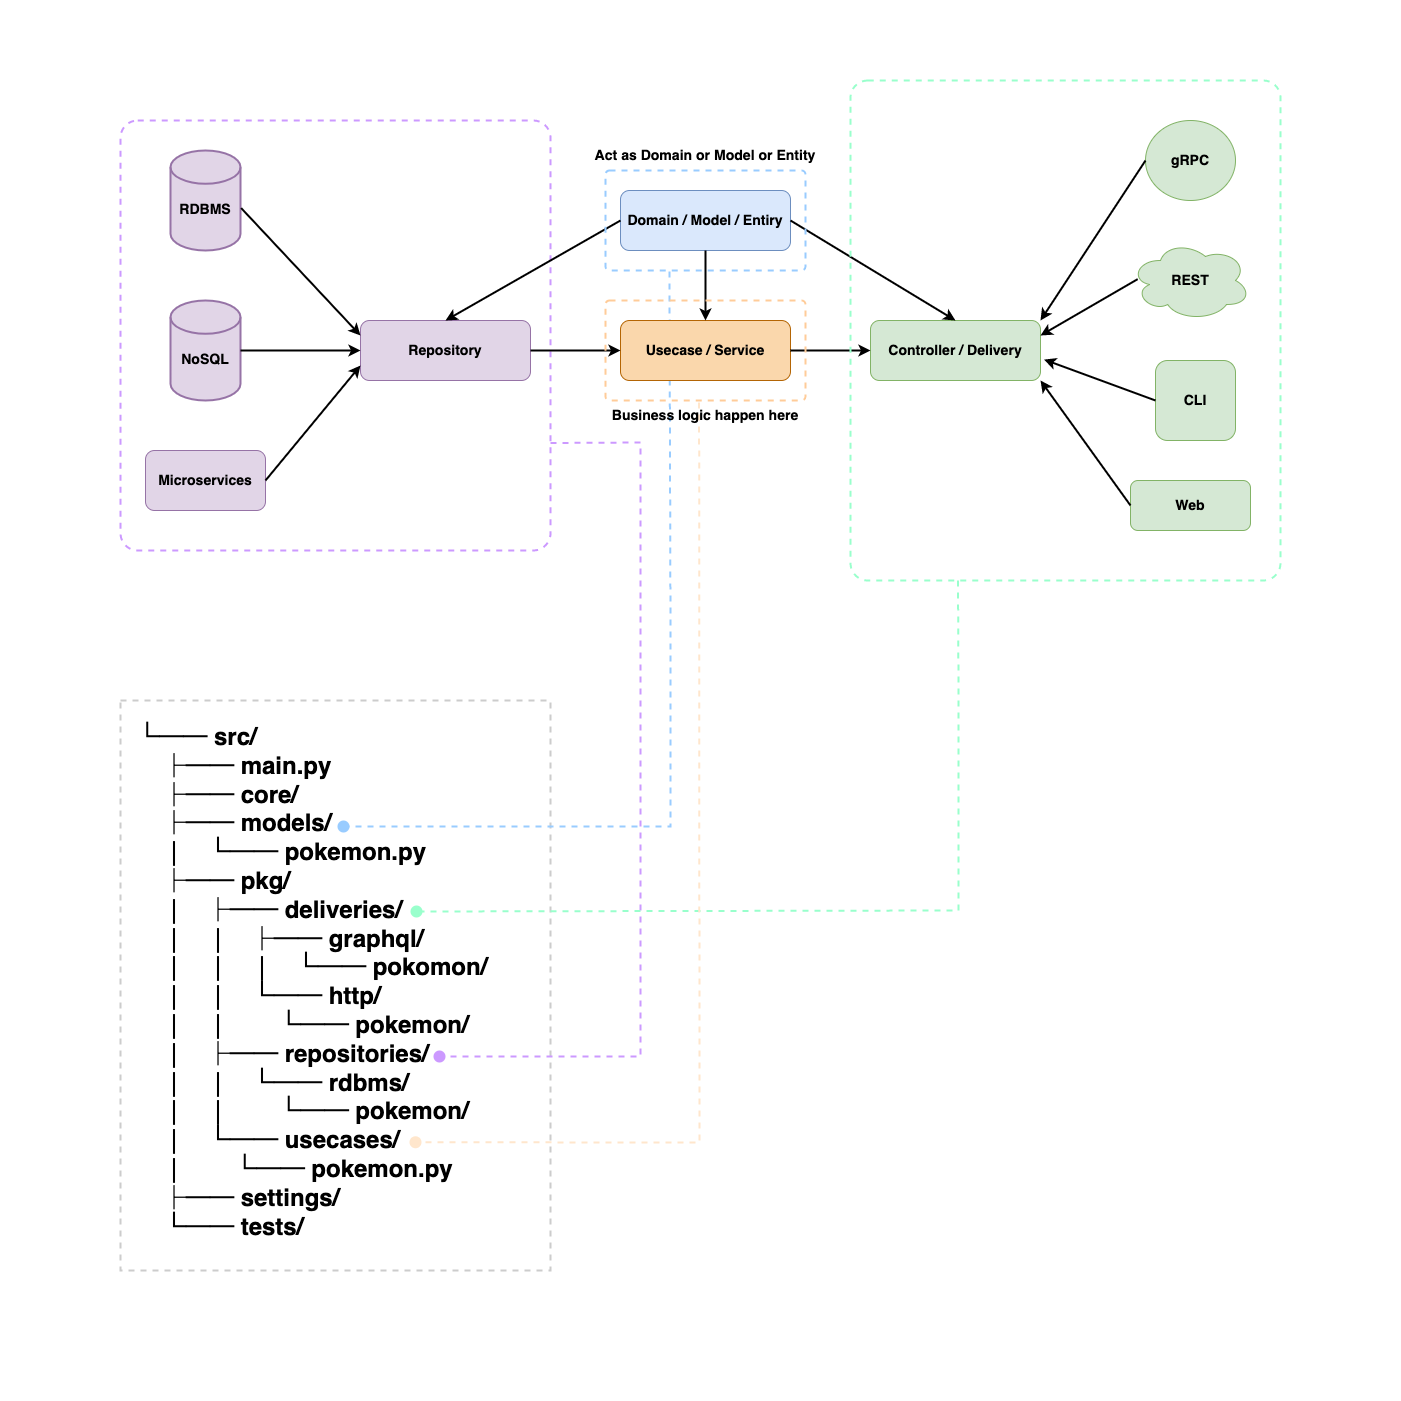 Act as Domain or Model or Entity
RDBMS
Domain / Model / Entiry
gRPC
REST
NoSQL
Repository
Usecase / Service
Controller / Delivery
CLI
Business logic happen here
Microservices
Web
└── src/
├── main.py
├── core/
├── models/
│ └── pokemon.py
├── pkg/
│ ├── deliveries/
│ │ ├── graphql/
│ │ │ └── pokomon/
│ │ └── http/
│ │ └── pokemon/
│ ├── repositories/
│ │ └── rdbms/
│ │ └── pokemon/
│ └── usecases/
│ └── pokemon.py
├── settings/
└── tests/